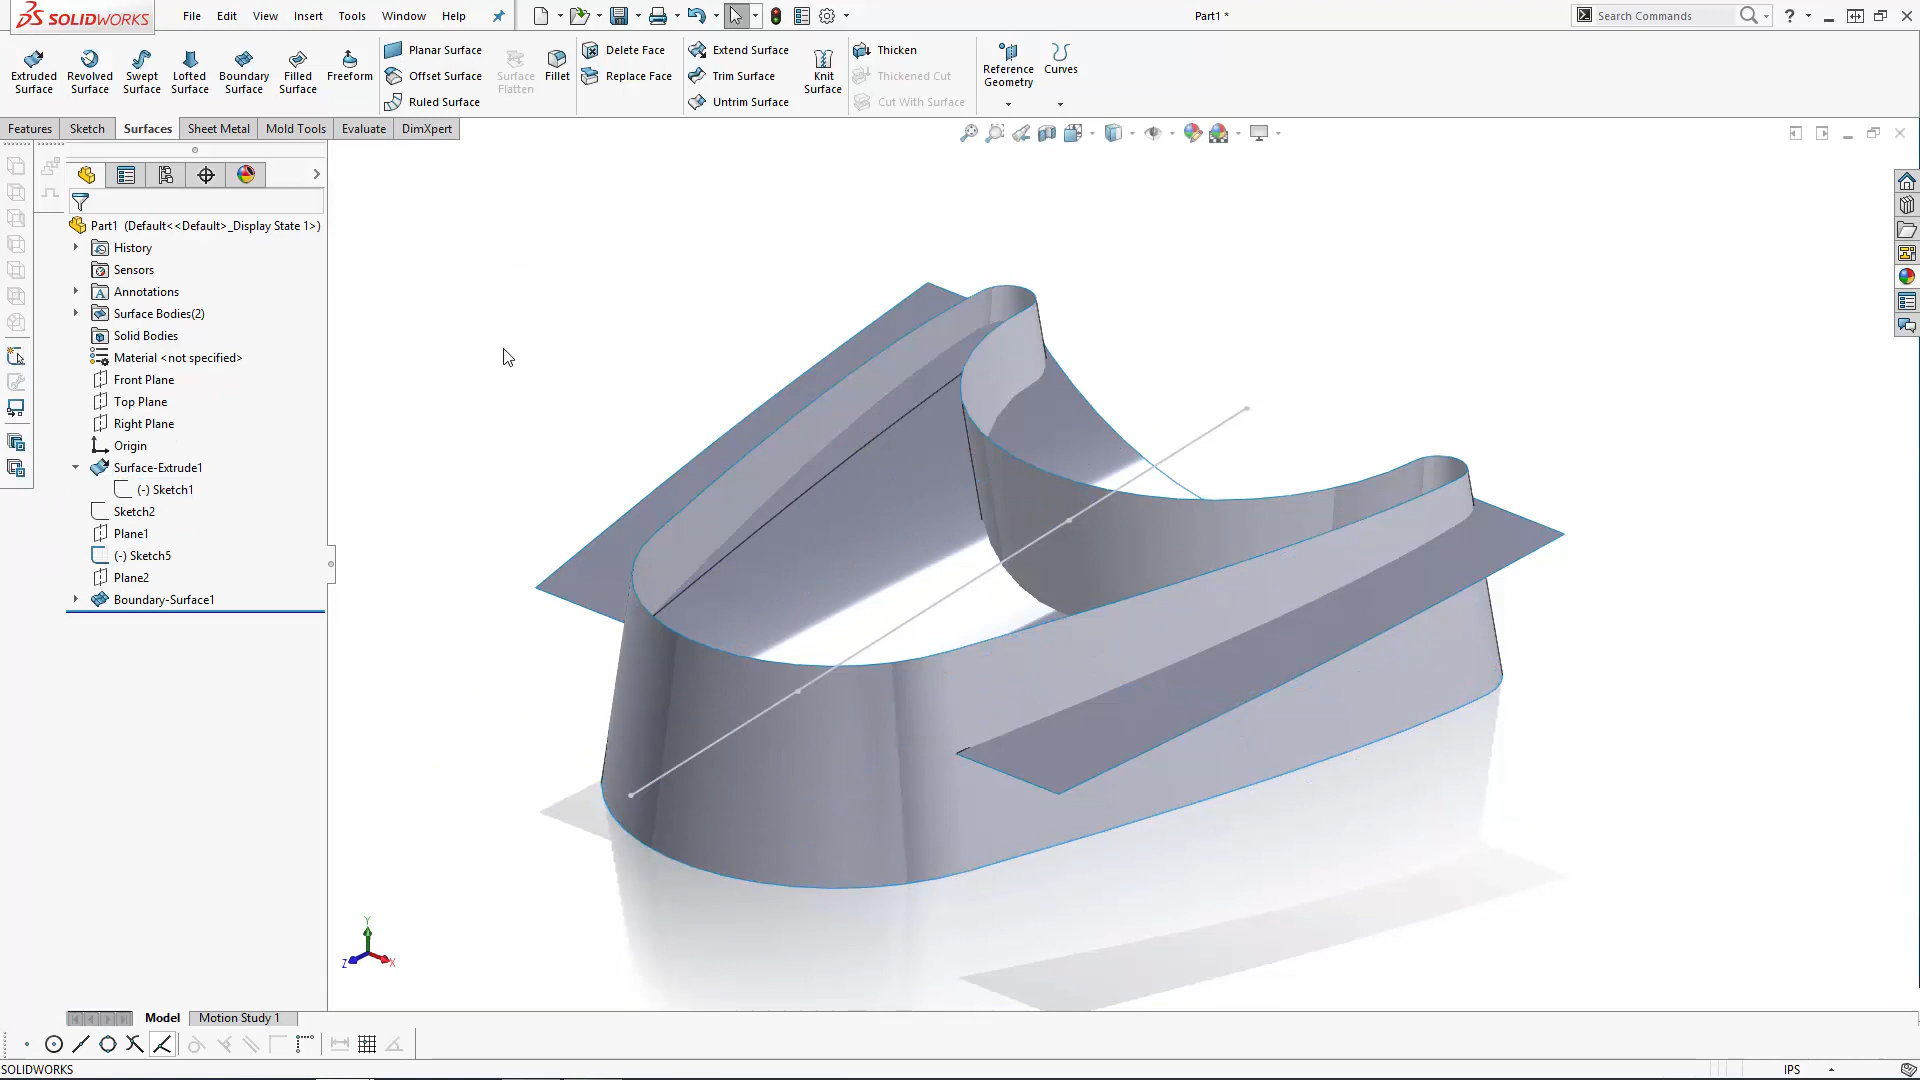 SOLIDWORKS
File Edit View Insert Tools Window Help
Part1 *
Search Commands
Extruded Surface
Revolved Surface
Swept Surface
Lofted Surface
Boundary Surface
Filled Surface
Freeform
Planar Surface
Offset Surface
Ruled Surface
Surface Flatten
Fillet
Delete Face
Replace Face
Extend Surface
Trim Surface
Untrim Surface
Knit Surface
Thicken
Thickened Cut
Cut With Surface
Reference Geometry
Curves
Features Sketch Surfaces Sheet Metal Mold Tools Evaluate DimXpert
Part1 (Default<<Default>_Display State 1>)
History
Sensors
Annotations
Surface Bodies(2)
Solid Bodies
Material <not specified>
Front Plane
Top Plane
Right Plane
Origin
Surface-Extrude1
(-) Sketch1
Sketch2
Plane1
(-) Sketch5
Plane2
Boundary-Surface1
Y
Z
X
Model Motion Study 1
SOLIDWORKS
IPS